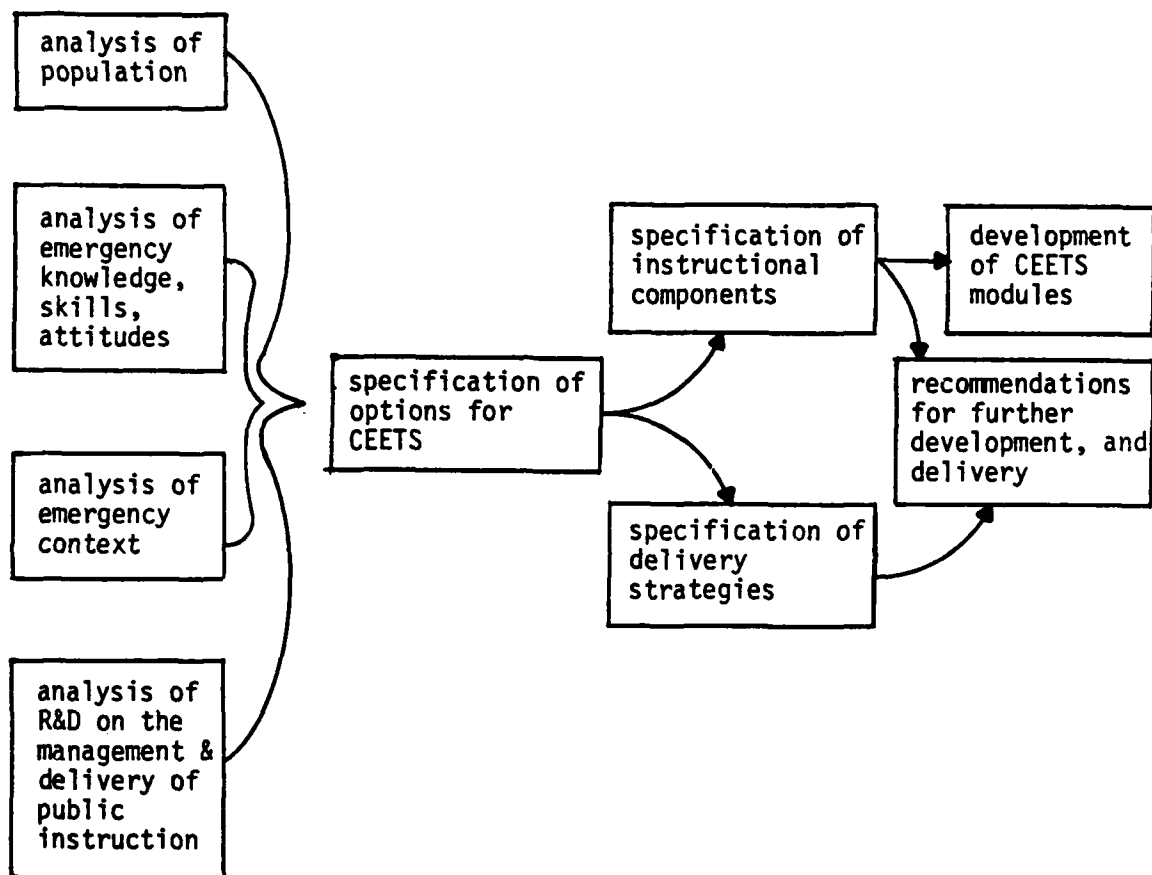 analysis of
population
analysis of
emergency
knowledge,
skills,
attitudes
analysis of
emergency
context
analysis of
R&D on the
management &
delivery of
public
instruction
specification of
options for
CEETS
specification of
instructional
components
specification of
delivery
strategies
development
of CEETS
modules
recommendations
for further
development, and
delivery